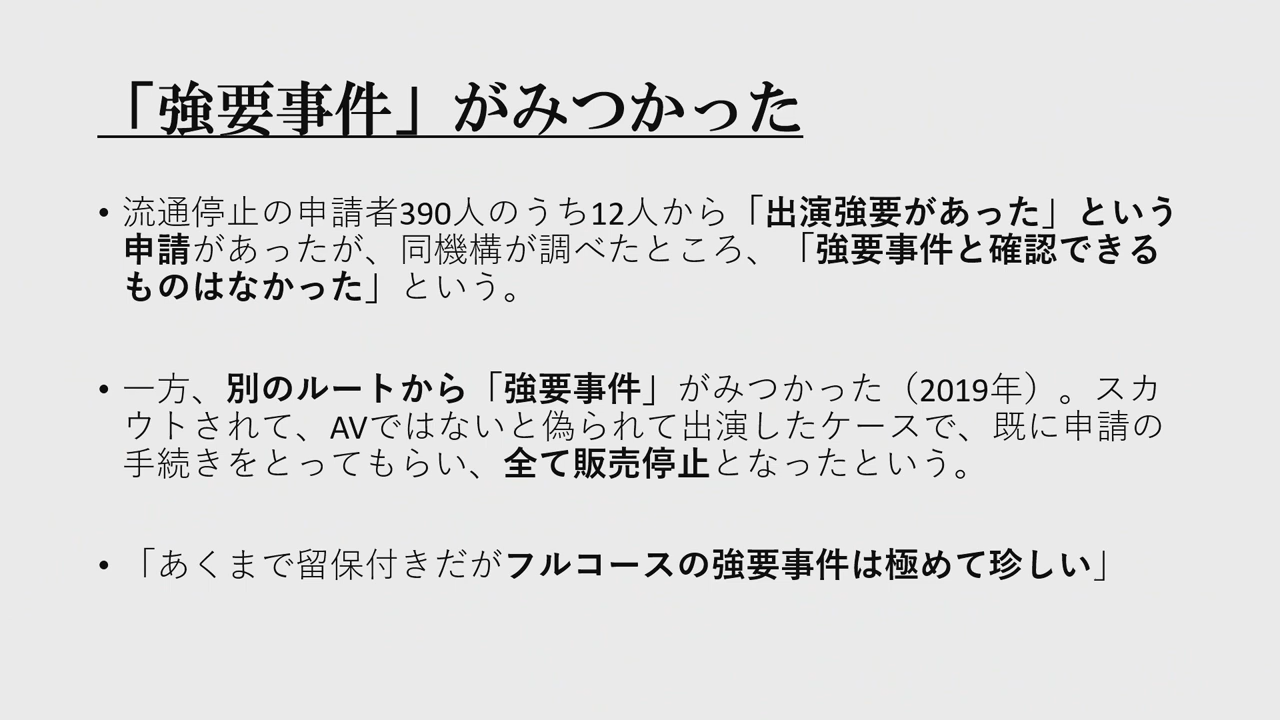 「強要事件」がみつかった
• 流通停止の申請者390人のうち12人から「出演強要があった」という
申請があったが、同機構が調べたところ、「強要事件と確認できる
ものはなかった」という。
• 一方、別のルートから「強要事件」がみつかった（2019年）。スカ
ウトされて、AVではないと偽られて出演したケースで、既に申請の
手続きをとってもらい、全て販売停止となったという。
• 「あくまで留保付きだがフルコースの強要事件は極めて珍しい」